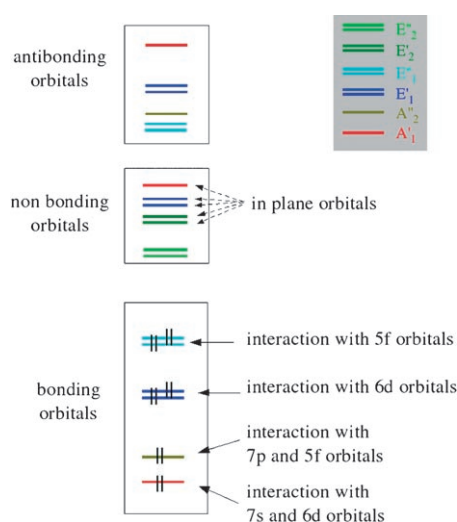 antibonding
orbitals
E"₂
E'₂
E"₁
E'₁
A"₂
A'₁
non bonding
orbitals
in plane orbitals
bonding
orbitals
interaction with 5f orbitals
interaction with 6d orbitals
interaction with
7p and 5f orbitals
interaction with
7s and 6d orbitals